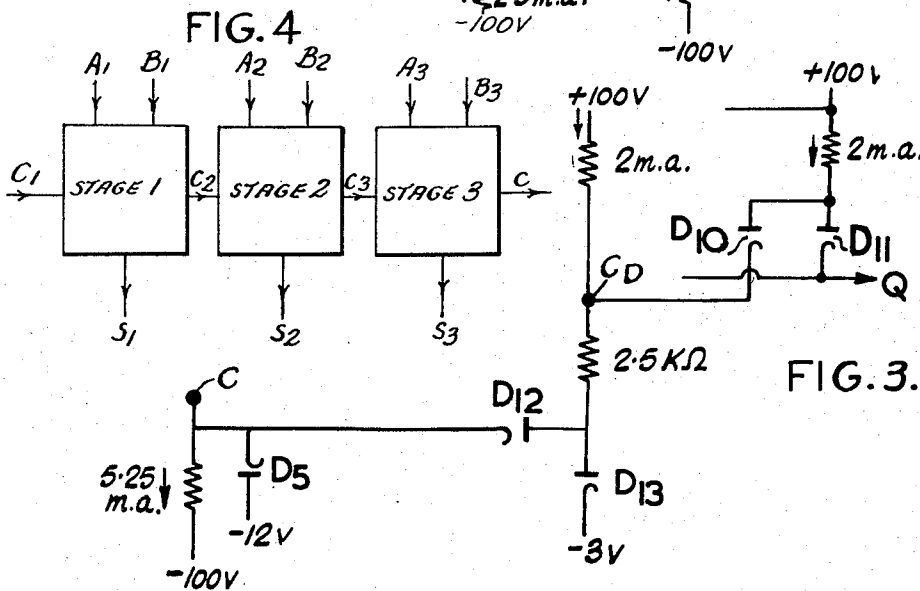 FIG. 4
-100V
-100V
A1 B1 A2 B2 A3 B3
+100V
+100V
2m.a.
2m.a.
C1 STAGE 1 C2 STAGE 2 C3 STAGE 3 C
D10 D11
CD
Q
S1 S2 S3
2.5KΩ
FIG. 3.
C
D12
5.25
m.a.
D5
D13
-12V
-3V
-100V